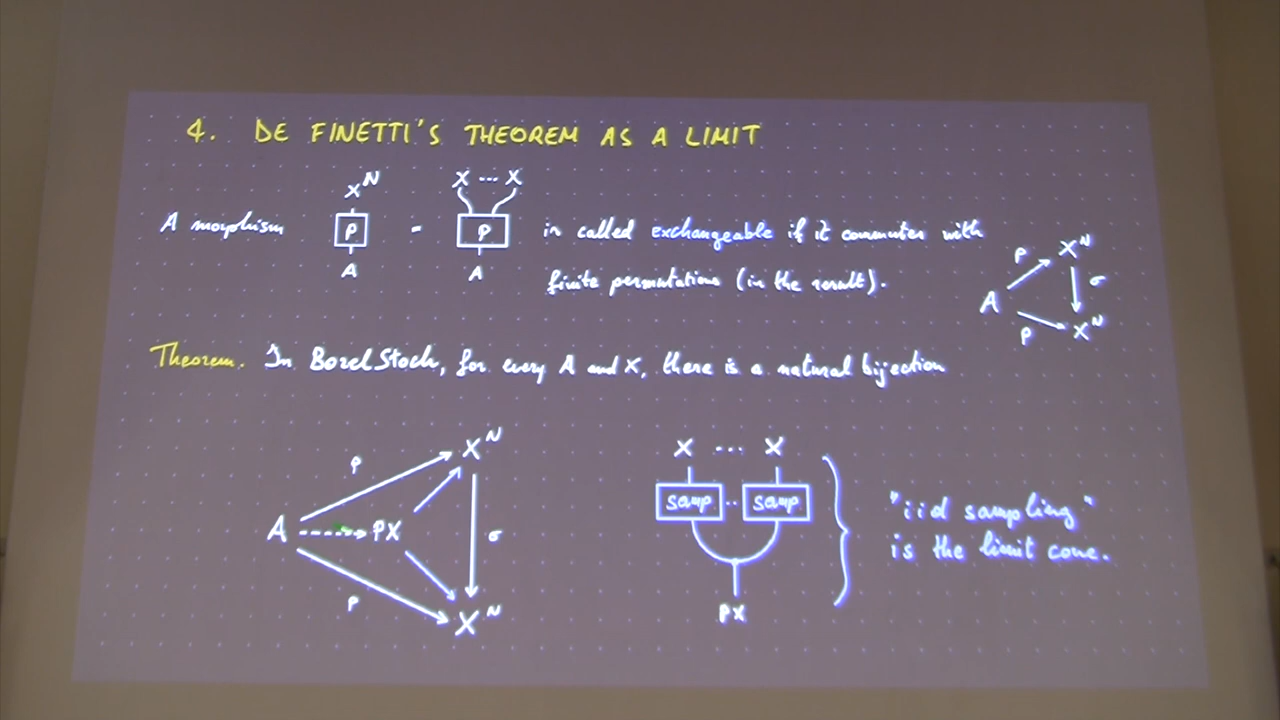 4. DE FINETTI'S THEOREM AS A LIMIT
X^N X ... X
A morphism p = p is called exchangeable if it commutes with
A A
finite permutations (in the result).
p X^N
A σ
p X^N
Theorem. In BorelStoch, for every A and X, there is a natural bijection
p X^N
A PX σ
p X^N
X ... X
samp .. samp
PX
"iid sampling"
is the limit cone.